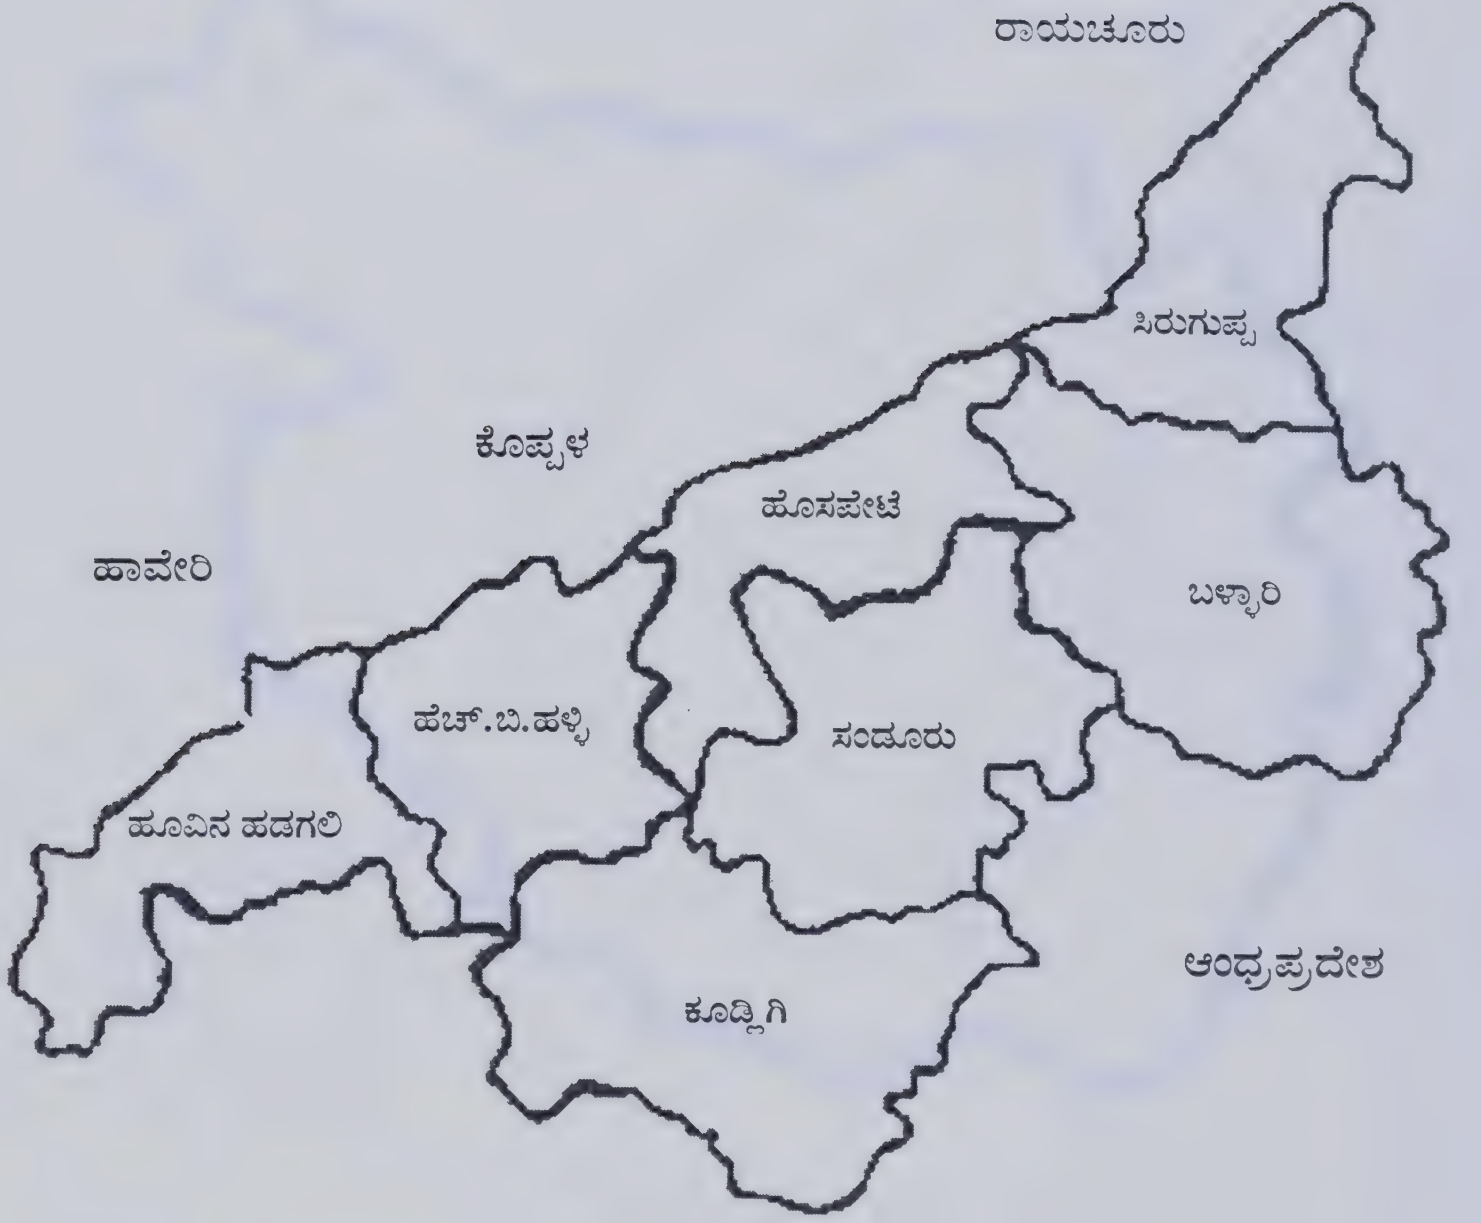 ರಾಯಚೂರು
ಸಿರುಗುಪ್ಪ
ಕೊಪ್ಪಳ
ಹೊಸಪೇಟೆ
ಹಾವೇರಿ
ಬಳ್ಳಾರಿ
ಹೆಚ್.ಬಿ.ಹಳ್ಳಿ
ಸಂಡೂರು
ಹೂವಿನ ಹಡಗಲಿ
ಆಂಧ್ರಪ್ರದೇಶ
ಕೂಡ್ಲಿಗಿ